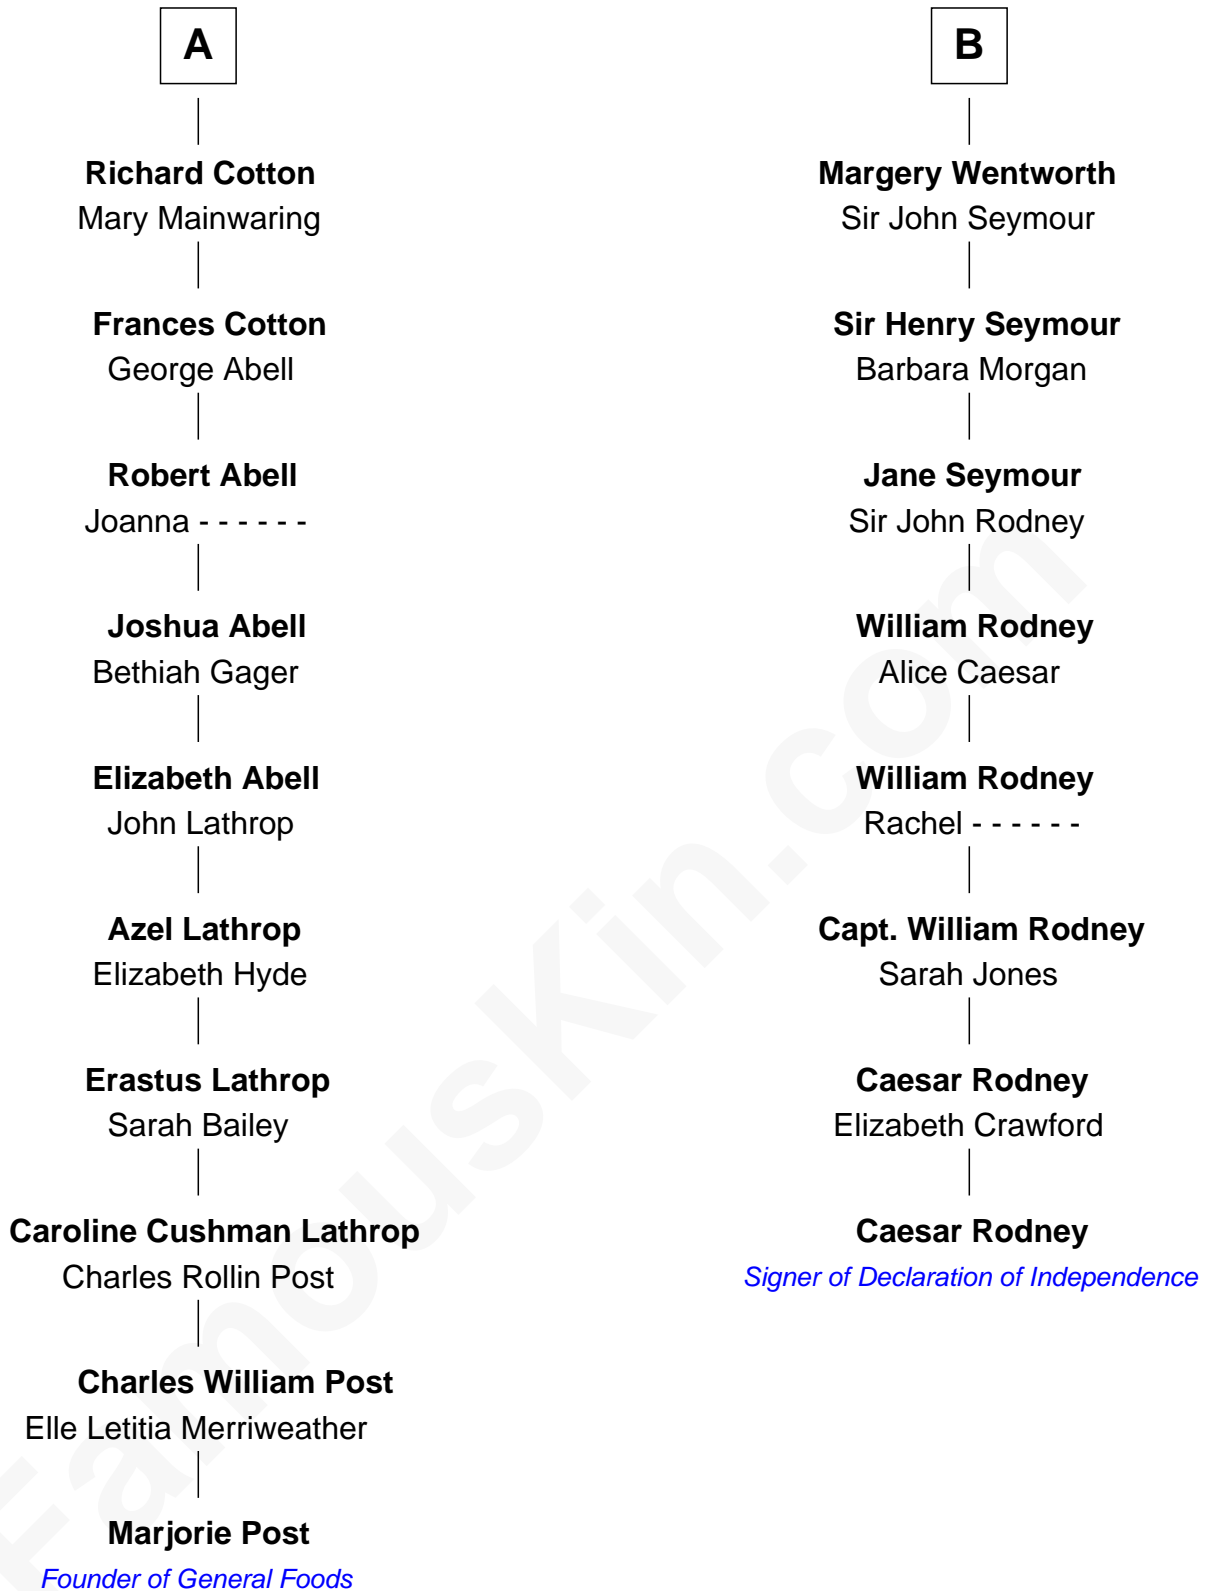 A
Richard Cotton
Mary Mainwaring
Frances Cotton
George Abell
Robert Abell
Joanna - - - - - -
Joshua Abell
Bethiah Gager
Elizabeth Abell
John Lathrop
Azel Lathrop
Elizabeth Hyde
Erastus Lathrop
Sarah Bailey
Caroline Cushman Lathrop
Charles Rollin Post
Charles William Post
Elle Letitia Merriweather
Marjorie Post
Founder of General Foods
B
Margery Wentworth
Sir John Seymour
Sir Henry Seymour
Barbara Morgan
Jane Seymour
Sir John Rodney
William Rodney
Alice Caesar
William Rodney
Rachel - - - - - -
Capt. William Rodney
Sarah Jones
Caesar Rodney
Elizabeth Crawford
Caesar Rodney
Signer of Declaration of Independence
FamousKin.com